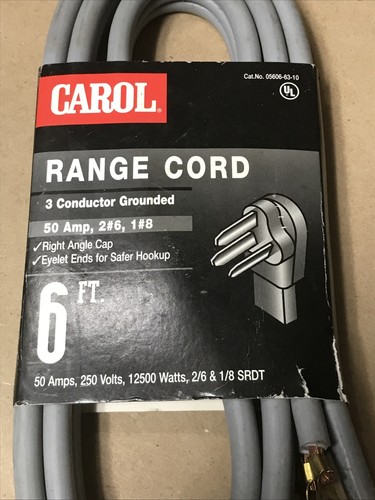 Cat.No. 05606-63-10
UL
CAROL®
RANGE CORD
3 Conductor Grounded
50 Amp, 2#6, 1#8
✓Right Angle Cap
✓Eyelet Ends for Safer Hookup
6 FT.
50 Amps, 250 Volts, 12500 Watts, 2/6 & 1/8 SRDT